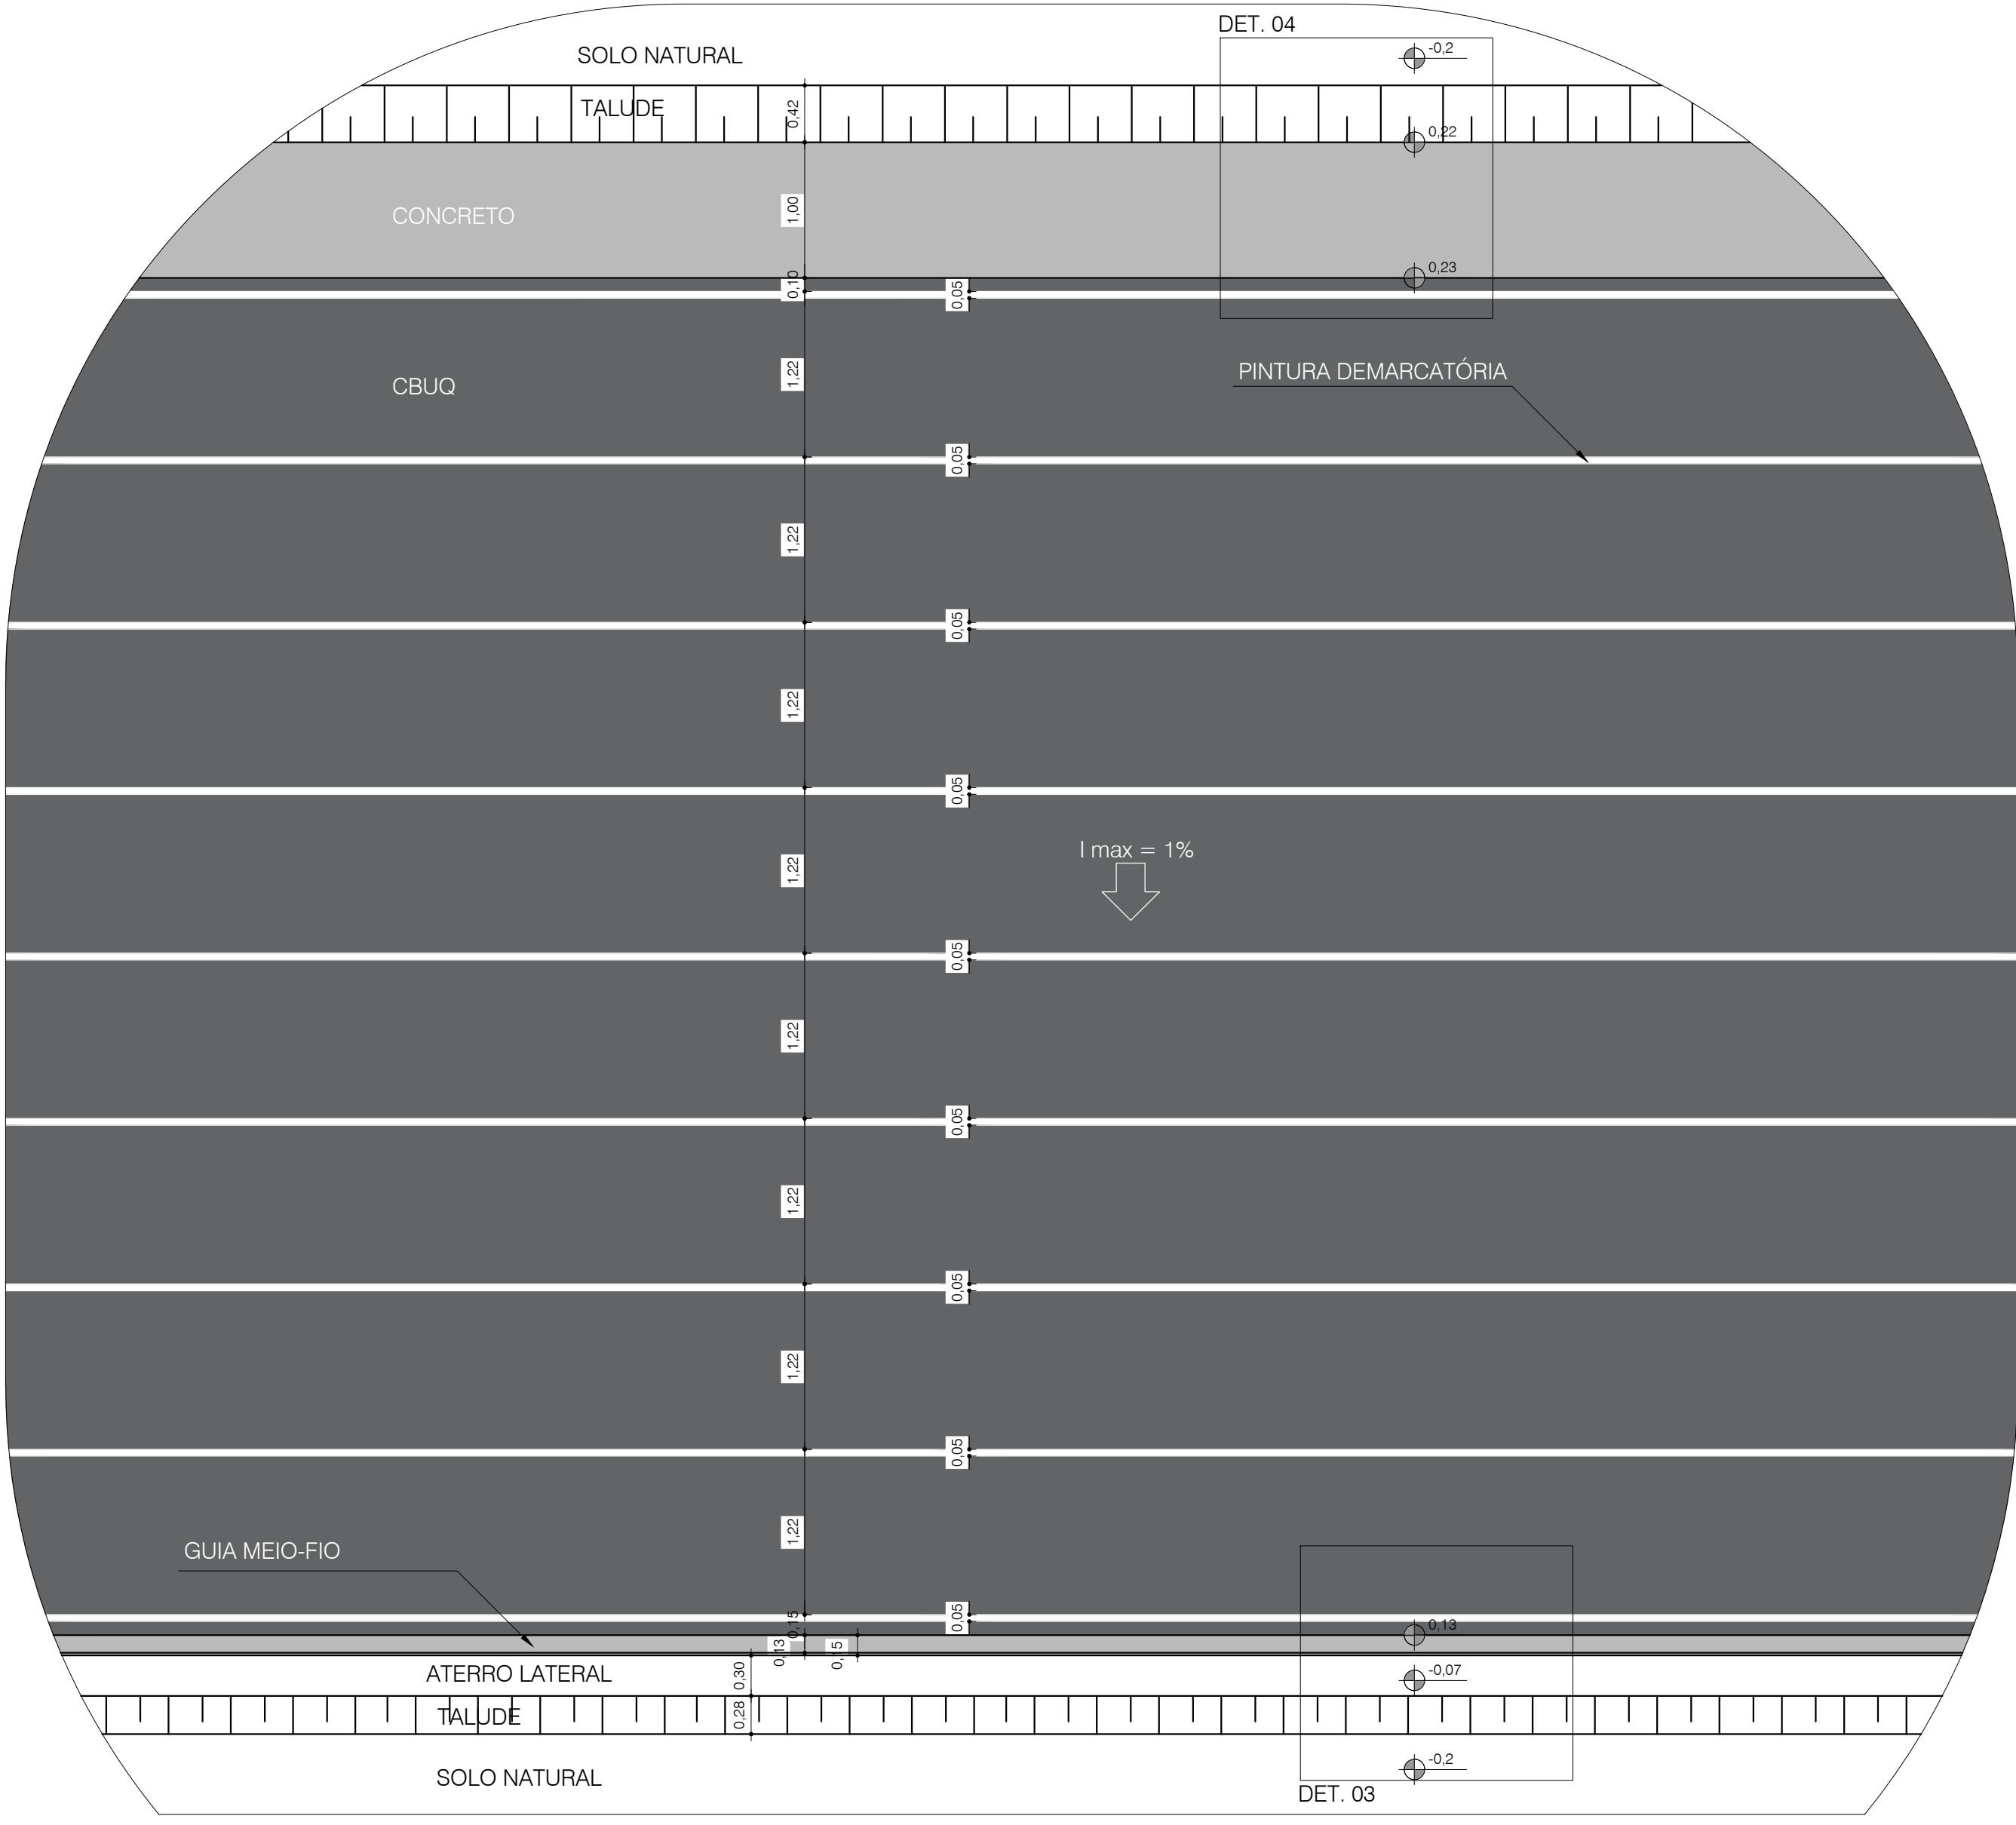 DET. 04
-0,2
SOLO NATURAL
TALUDE
0,42
0,22
CONCRETO
1,00
0,23
0,10
0,05
1,22
PINTURA DEMARCATÓRIA
CBUQ
0,05
1,22
0,05
1,22
0,05
I max = 1%
1,22
0,05
1,22
0,05
1,22
0,05
1,22
0,05
1,22
GUIA MEIO-FIO
0,05
0,15
0,13
0,13
0,15
ATERRO LATERAL
0,30
-0,07
TALUDE
0,28
-0,2
SOLO NATURAL
DET. 03